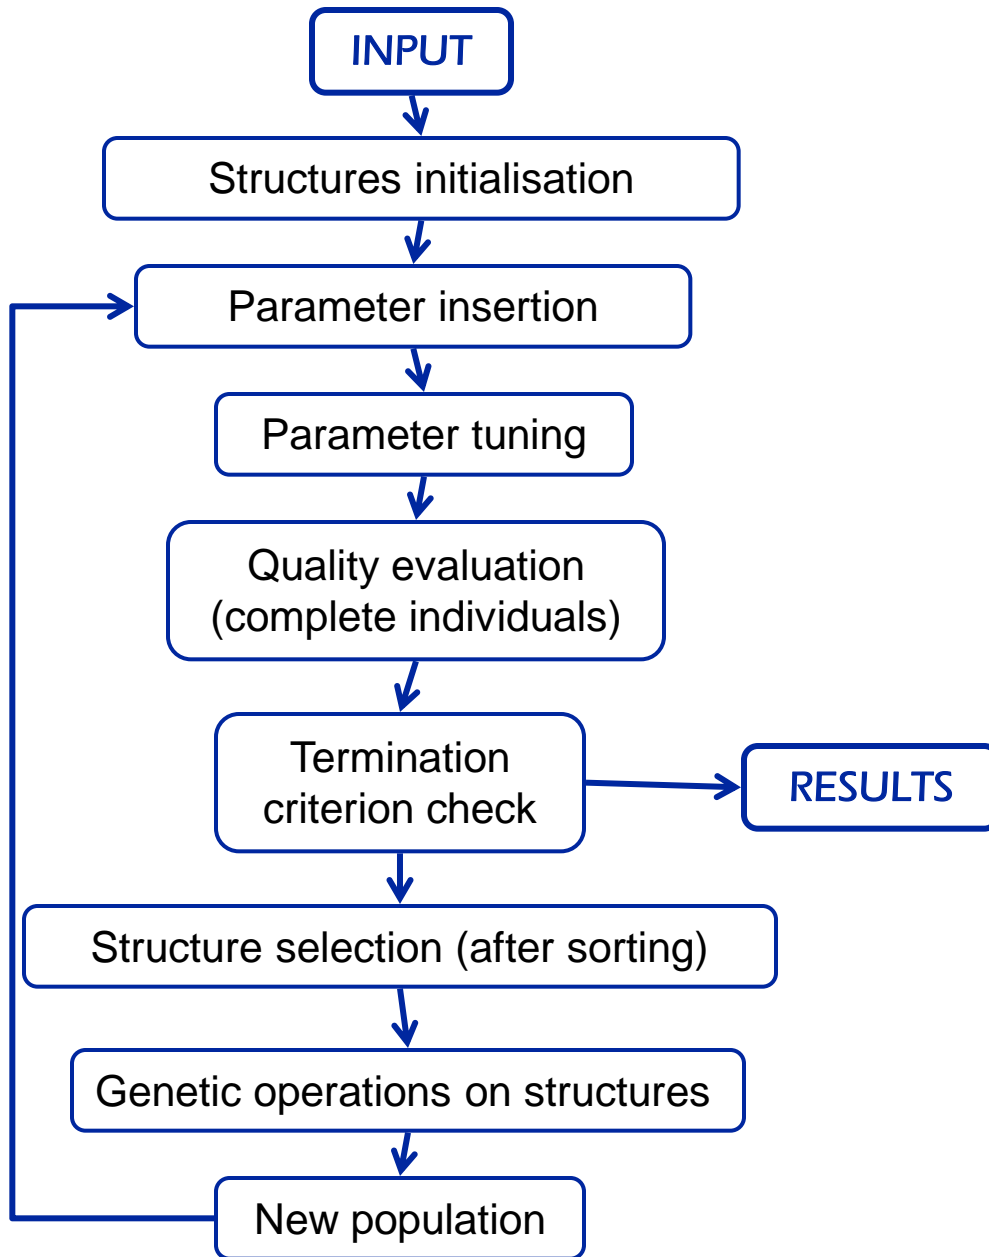 INPUT
Structures initialisation
Parameter insertion
Parameter tuning
Quality evaluation
(complete individuals)
Termination
criterion check
RESULTS
Structure selection (after sorting)
Genetic operations on structures
New population